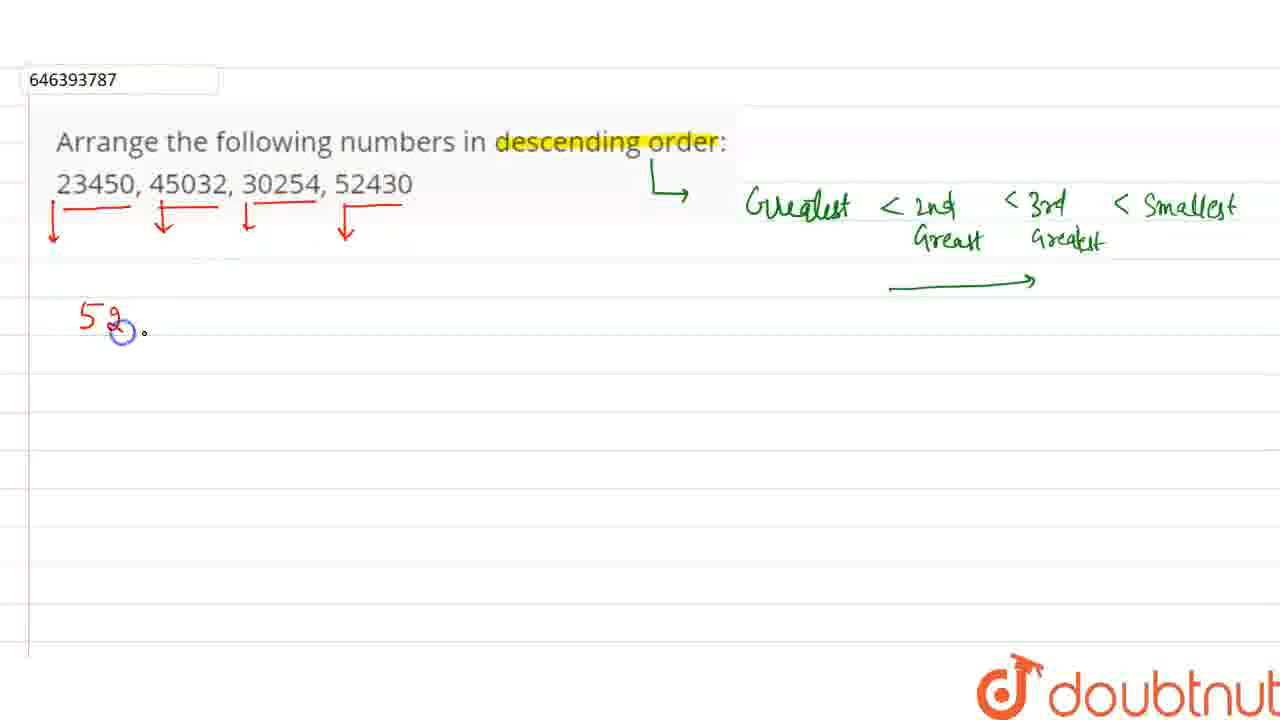 646393787
Arrange the following numbers in descending order:
23450, 45032, 30254, 52430
Greatest < 2nd < 3rd < Smallest
Greast Greatest
52
doubtnut